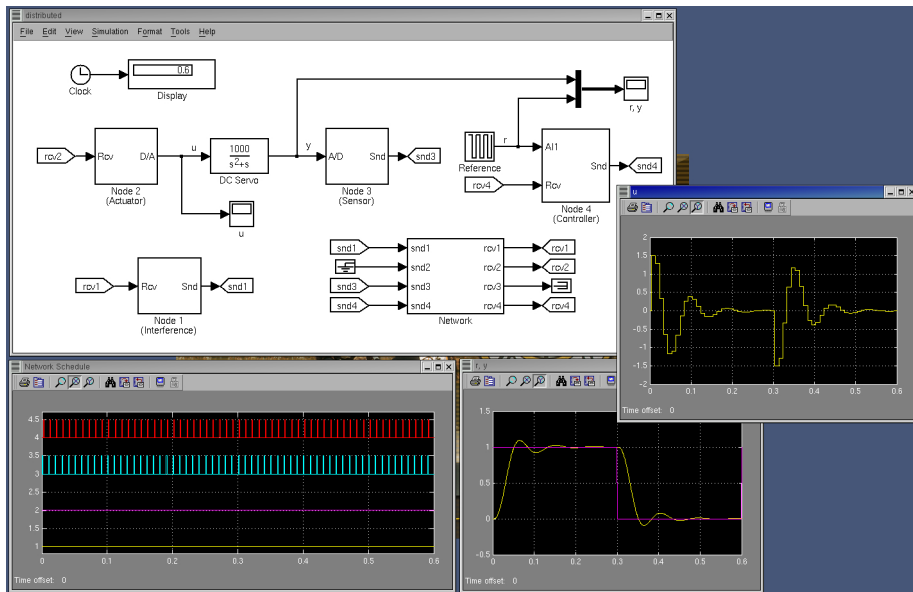 distributed
File Edit View Simulation Format Tools Help
Clock
0.6
Display
r, y
rcv2
Rcv D/A
Node 2
(Actuator)
u
1000
s²+s
DC Servo
y
A/D Snd
Node 3
(Sensor)
snd3
Reference
r
AI1
Snd
Rcv
Node 4
(Controller)
snd4
rcv4
u
rcv1
Rcv Snd
Node 1
(Interference)
snd1
snd1 snd1 rcv1 rcv1
snd2 rcv2 rcv2
snd3 snd3 rcv3
snd4 snd4 rcv4 rcv4
Network
u
2
1.5
1
0.5
0
-0.5
-1
-1.5
-2
0 0.1 0.2 0.3 0.4 0.5 0.6
Time offset: 0
Network Schedule
4.5
4
3.5
3
2.5
2
1.5
1
0 0.1 0.2 0.3 0.4 0.5 0.6
Time offset: 0
r, y
1.5
1
0.5
0
-0.5
0 0.1 0.2 0.3 0.4 0.5 0.6
Time offset: 0